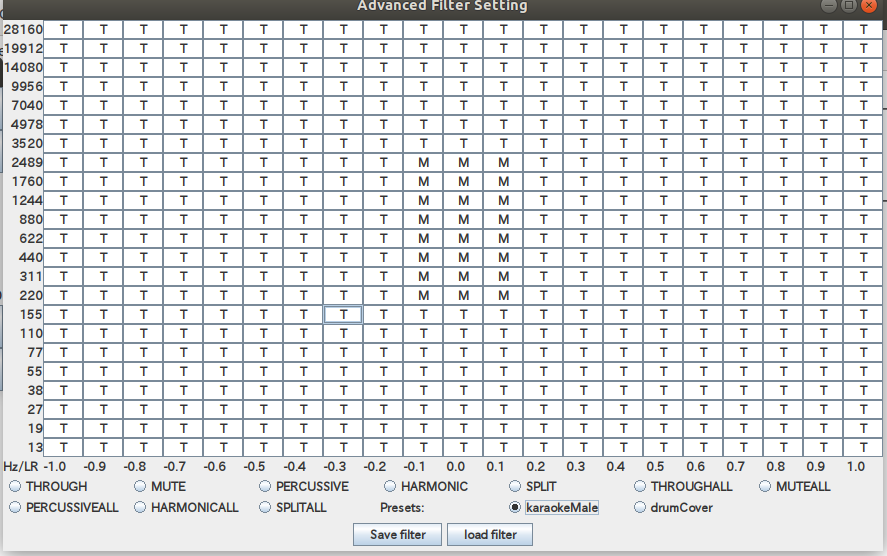 Advanced Filter Setting
28160 T T T T T T T T T T T T T T T T T T T T T
19912 T T T T T T T T T T T T T T T T T T T T T
14080 T T T T T T T T T T T T T T T T T T T T T
9956 T T T T T T T T T T T T T T T T T T T T T
7040 T T T T T T T T T T T T T T T T T T T T T
4978 T T T T T T T T T T T T T T T T T T T T T
3520 T T T T T T T T T T T T T T T T T T T T T
2489 T T T T T T T T T M M M T T T T T T T T T
1760 T T T T T T T T T M M M T T T T T T T T T
1244 T T T T T T T T T M M M T T T T T T T T T
880 T T T T T T T T T M M M T T T T T T T T T
622 T T T T T T T T T M M M T T T T T T T T T
440 T T T T T T T T T M M M T T T T T T T T T
311 T T T T T T T T T M M M T T T T T T T T T
220 T T T T T T T T T M M M T T T T T T T T T
155 T T T T T T T T T T T T T T T T T T T T T
110 T T T T T T T T T T T T T T T T T T T T T
77 T T T T T T T T T T T T T T T T T T T T T
55 T T T T T T T T T T T T T T T T T T T T T
38 T T T T T T T T T T T T T T T T T T T T T
27 T T T T T T T T T T T T T T T T T T T T T
19 T T T T T T T T T T T T T T T T T T T T T
13 T T T T T T T T T T T T T T T T T T T T T
Hz/LR -1.0 -0.9 -0.8 -0.7 -0.6 -0.5 -0.4 -0.3 -0.2 -0.1 0.0 0.1 0.2 0.3 0.4 0.5 0.6 0.7 0.8 0.9 1.0
THROUGH MUTE PERCUSSIVE HARMONIC SPLIT THROUGHALL MUTEALL
PERCUSSIVEALL HARMONICALL SPLITALL Presets: karaokeMale drumCover
Save filter load filter